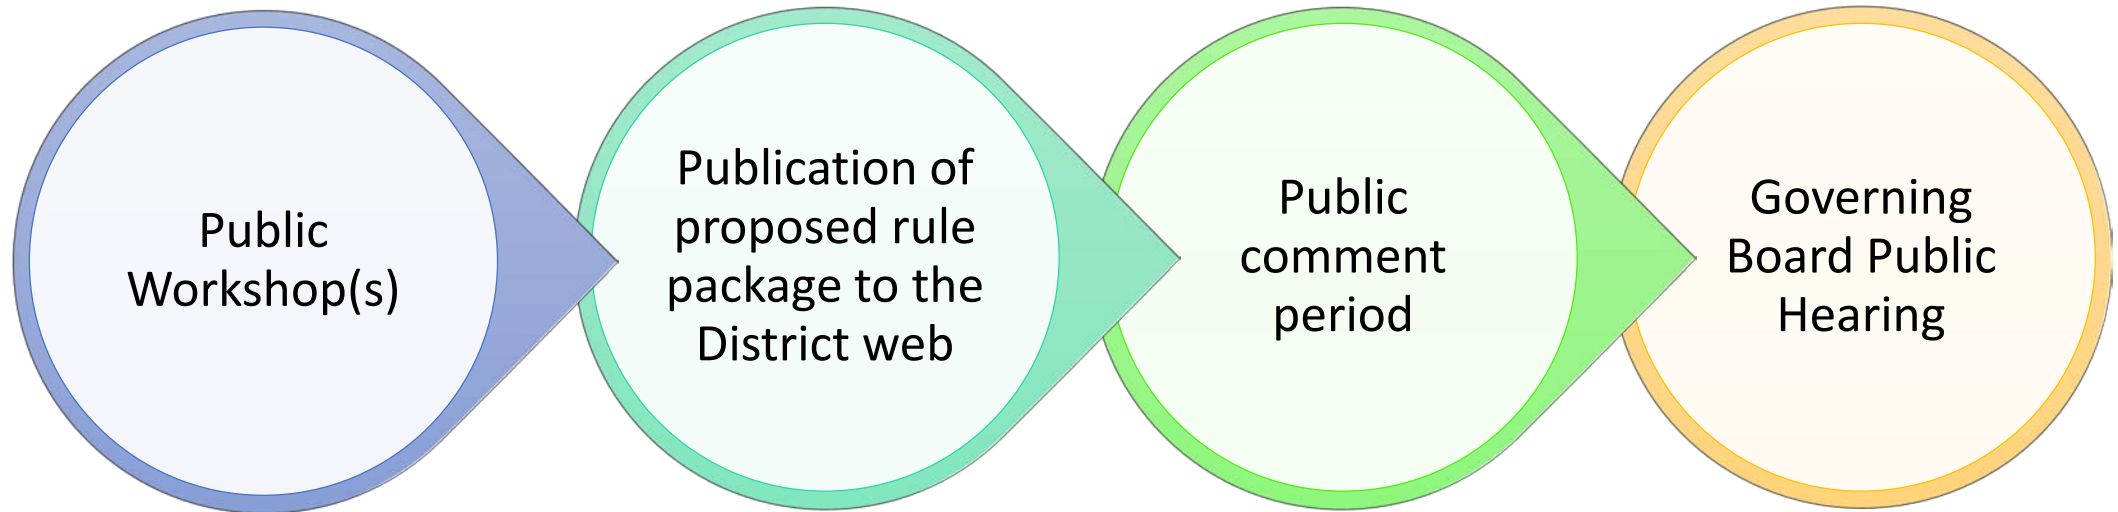 Public
Workshop(s)
Publication of
proposed rule
package to the
District web
Public
comment
period
Governing
Board Public
Hearing